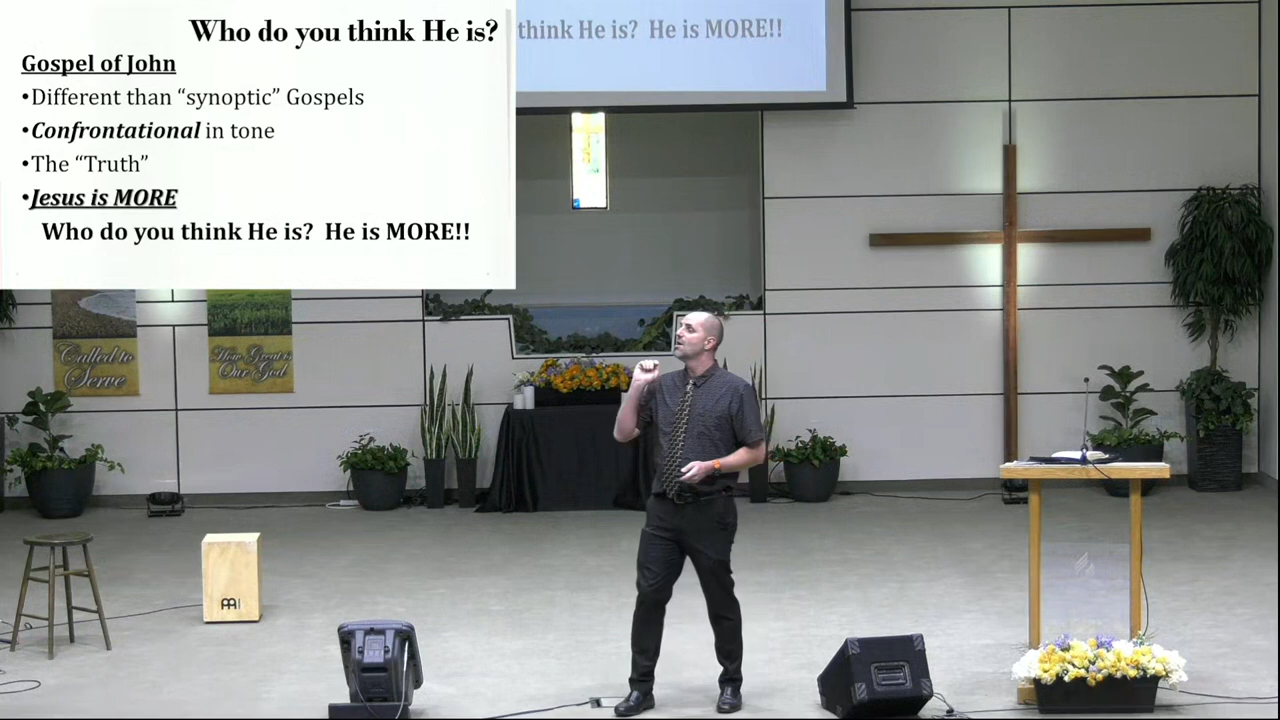 Who do you think He is?
think He is? He is MORE!!
Gospel of John
•Different than “synoptic” Gospels
•Confrontational in tone
•The “Truth”
•Jesus is MORE
Who do you think He is? He is MORE!!
Called to
Serve
How Great is
Our God